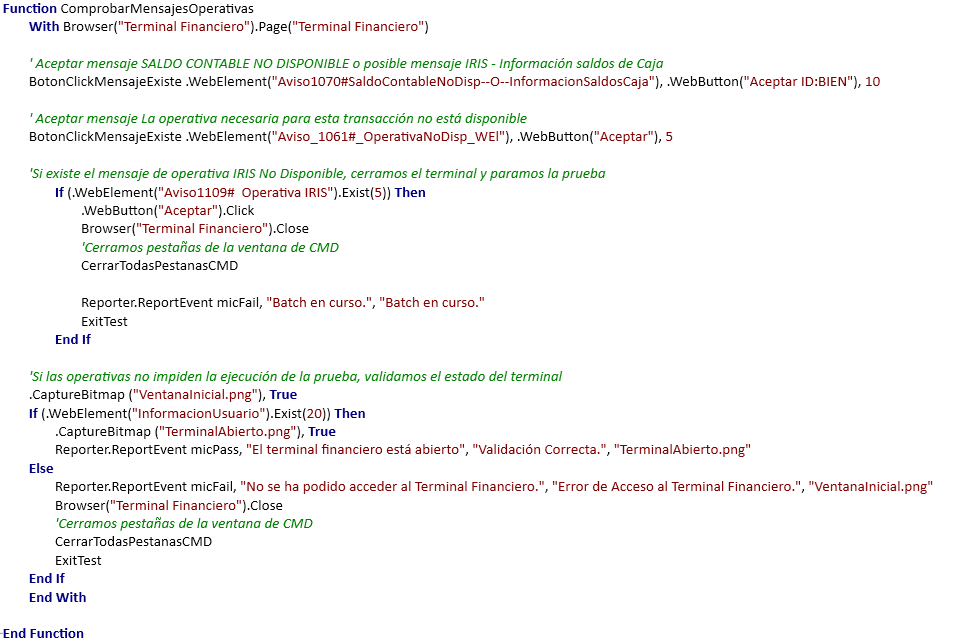 Function ComprobarMensajesOperativas
With Browser("Terminal Financiero").Page("Terminal Financiero")
' Aceptar mensaje SALDO CONTABLE NO DISPONIBLE o posible mensaje IRIS - Información saldos de Caja
BotonClickMensajeExiste .WebElement("Aviso1070#SaldoContableNoDisp--O--InformacionSaldosCaja"), .WebButton("Aceptar ID:BIEN"), 10
' Aceptar mensaje La operativa necesaria para esta transacción no está disponible
BotonClickMensajeExiste .WebElement("Aviso_1061#_OperativaNoDisp_WEl"), .WebButton("Aceptar"), 5
'Si existe el mensaje de operativa IRIS No Disponible, cerramos el terminal y paramos la prueba
If (.WebElement("Aviso1109#  Operativa IRIS").Exist(5)) Then
.WebButton("Aceptar").Click
Browser("Terminal Financiero").Close
'Cerramos pestañas de la ventana de CMD
CerrarTodasPestanasCMD
Reporter.ReportEvent micFail, "Batch en curso.", "Batch en curso."
ExitTest
End If
'Si las operativas no impiden la ejecución de la prueba, validamos el estado del terminal
.CaptureBitmap ("VentanaInicial.png"), True
If (.WebElement("InformacionUsuario").Exist(20)) Then
.CaptureBitmap ("TerminalAbierto.png"), True
Reporter.ReportEvent micPass, "El terminal financiero está abierto", "Validación Correcta.", "TerminalAbierto.png"
Else
Reporter.ReportEvent micFail, "No se ha podido acceder al Terminal Financiero.", "Error de Acceso al Terminal Financiero.", "VentanaInicial.png"
Browser("Terminal Financiero").Close
'Cerramos pestañas de la ventana de CMD
CerrarTodasPestanasCMD
ExitTest
End If
End With
End Function